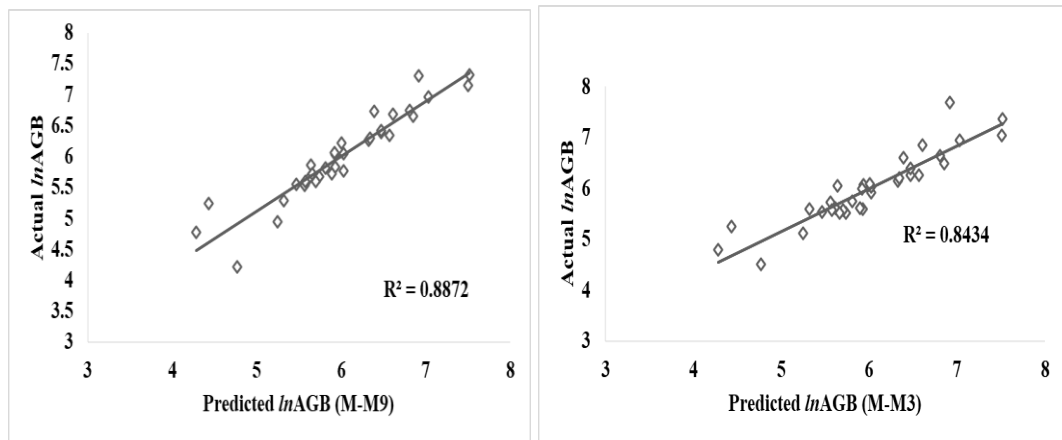 8
7.5
7
6.5
6
5.5
5
4.5
4
3.5
3
Actual lnAGB
R² = 0.8872
3 4 5 6 7 8
Predicted lnAGB (M-M9)
8
7
6
5
4
3
Actual lnAGB
R² = 0.8434
3 4 5 6 7 8
Predicted lnAGB (M-M3)